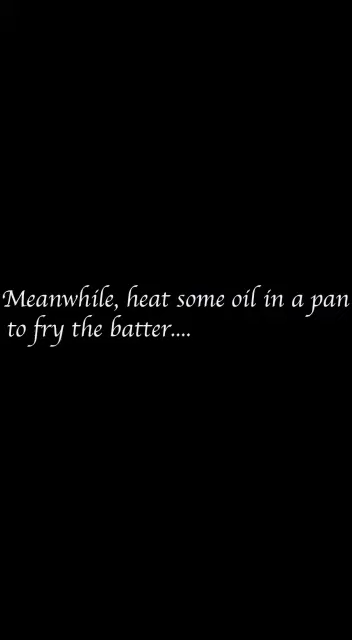 Meanwhile, heat some oil in a pan
to fry the batter....